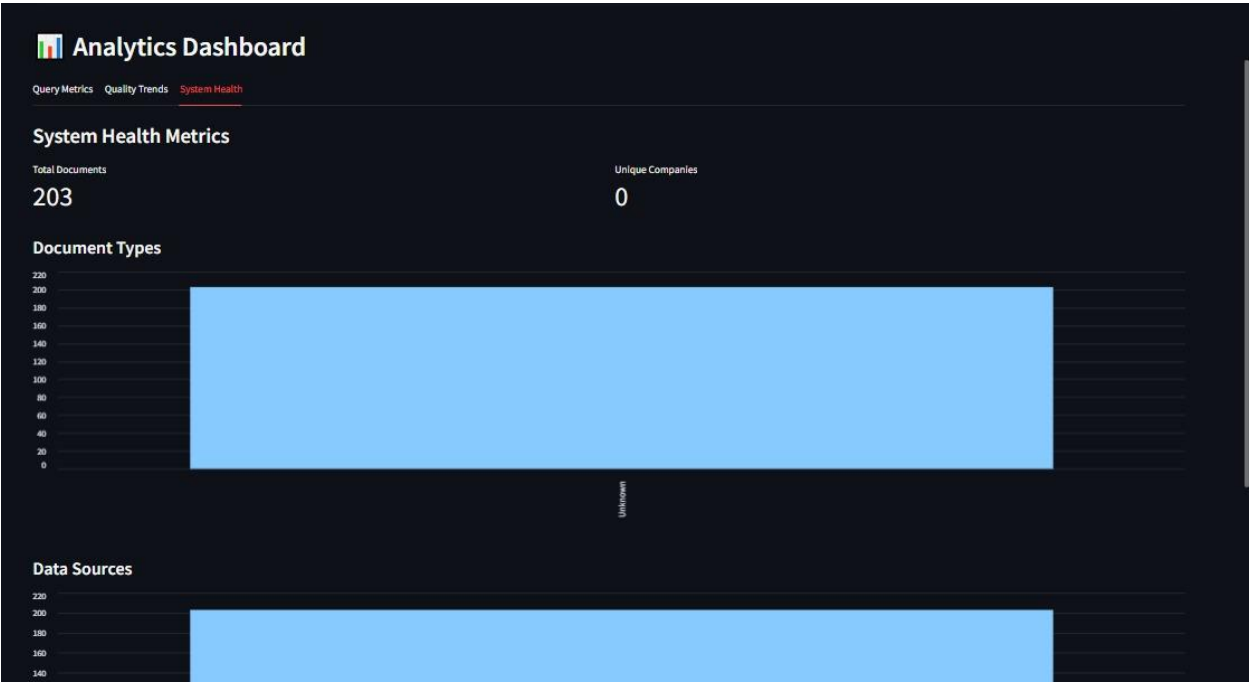 Analytics Dashboard
Query Metrics Quality Trends System Health
System Health Metrics
Total Documents Unique Companies
203 0
Document Types
220
200
180
160
140
120
100
80
60
40
20
0
Unknown
Data Sources
220
200
180
160
140